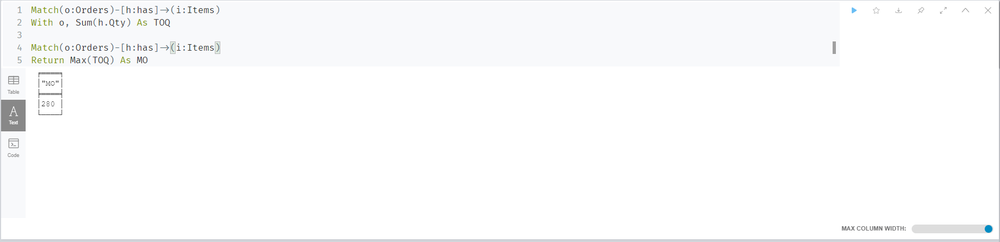 1 Match(o:Orders)-[h:has]->(i:Items)
2 With o, Sum(h.Qty) As TOQ
3
4 Match(o:Orders)-[h:has]->(i:Items)
5 Return Max(TOQ) As MO
"MO"
280
Table
A
Text
Code
MAX COLUMN WIDTH: